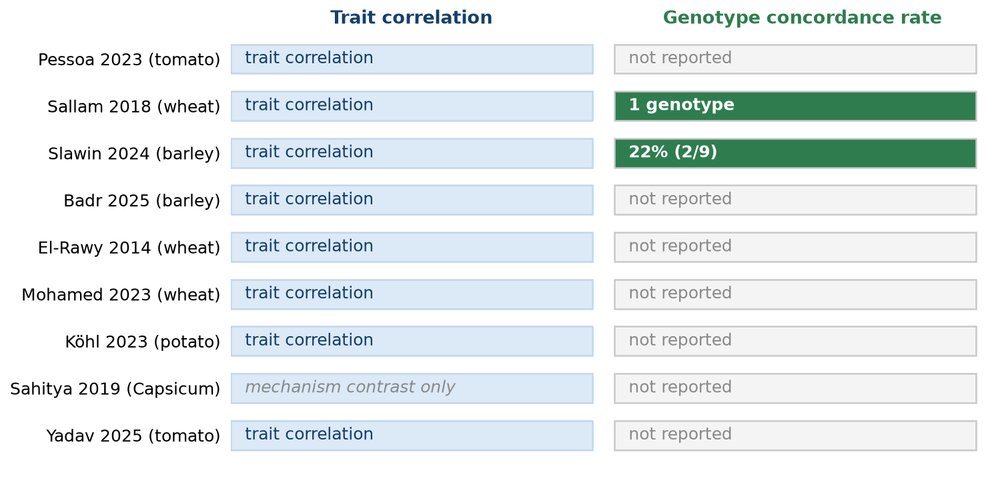 Trait correlation Genotype concordance rate
Pessoa 2023 (tomato) trait correlation not reported
Sallam 2018 (wheat) trait correlation 1 genotype
Slawin 2024 (barley) trait correlation 22% (2/9)
Badr 2025 (barley) trait correlation not reported
El-Rawy 2014 (wheat) trait correlation not reported
Mohamed 2023 (wheat) trait correlation not reported
Köhl 2023 (potato) trait correlation not reported
Sahitya 2019 (Capsicum) mechanism contrast only not reported
Yadav 2025 (tomato) trait correlation not reported